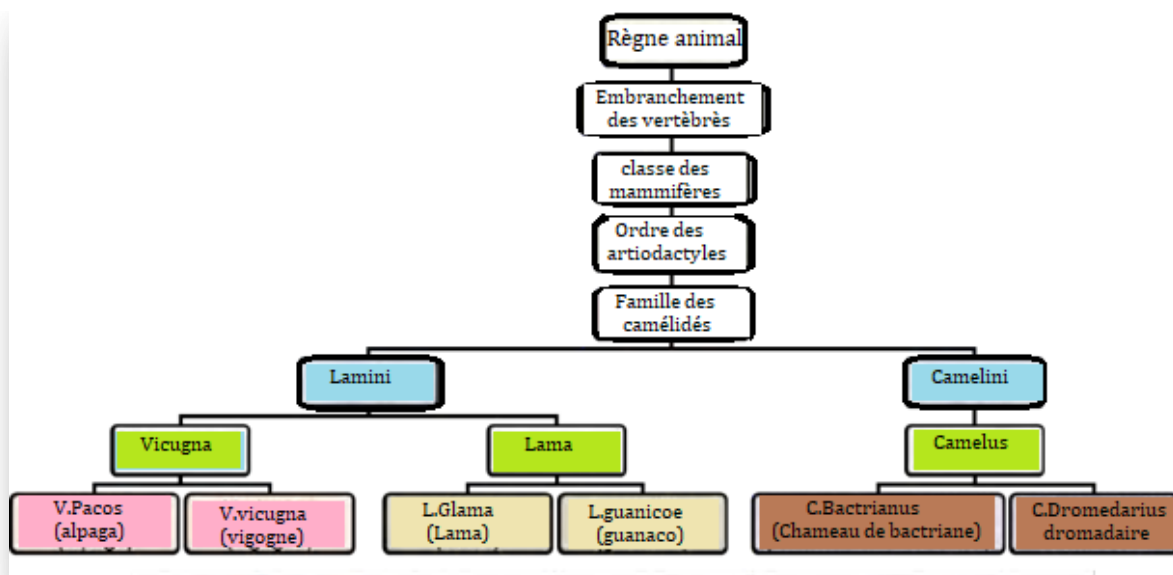 Règne animal
Embranchement
des vertèbrès
classe des
mammifères
Ordre des
artiodactyles
Famille des
camélidés
Lamini
Camelini
Vicugna
Lama
Camelus
V.Pacos
(alpaga)
V.vicugna
(vigogne)
L.Glama
(Lama)
L.guanicoe
(guanaco)
C.Bactrianus
(Chameau de bactriane)
C.Dromedarius
dromadaire